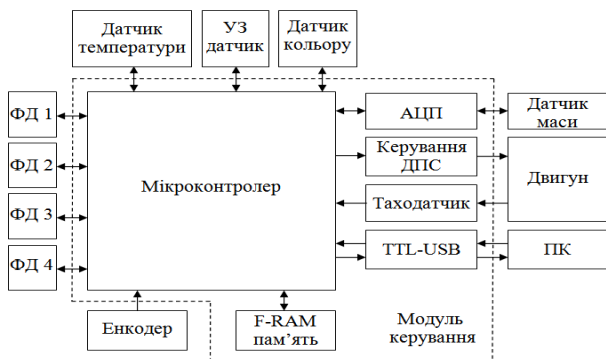 Датчик
температури
УЗ
датчик
Датчик
кольору
ФД 1
ФД 2
ФД 3
ФД 4
Мікроконтролер
АЦП
Датчик
маси
Керування
ДПС
Двигун
Таходатчик
TTL-USB
ПК
Енкодер
F-RAM
пам’ять
Модуль
керування